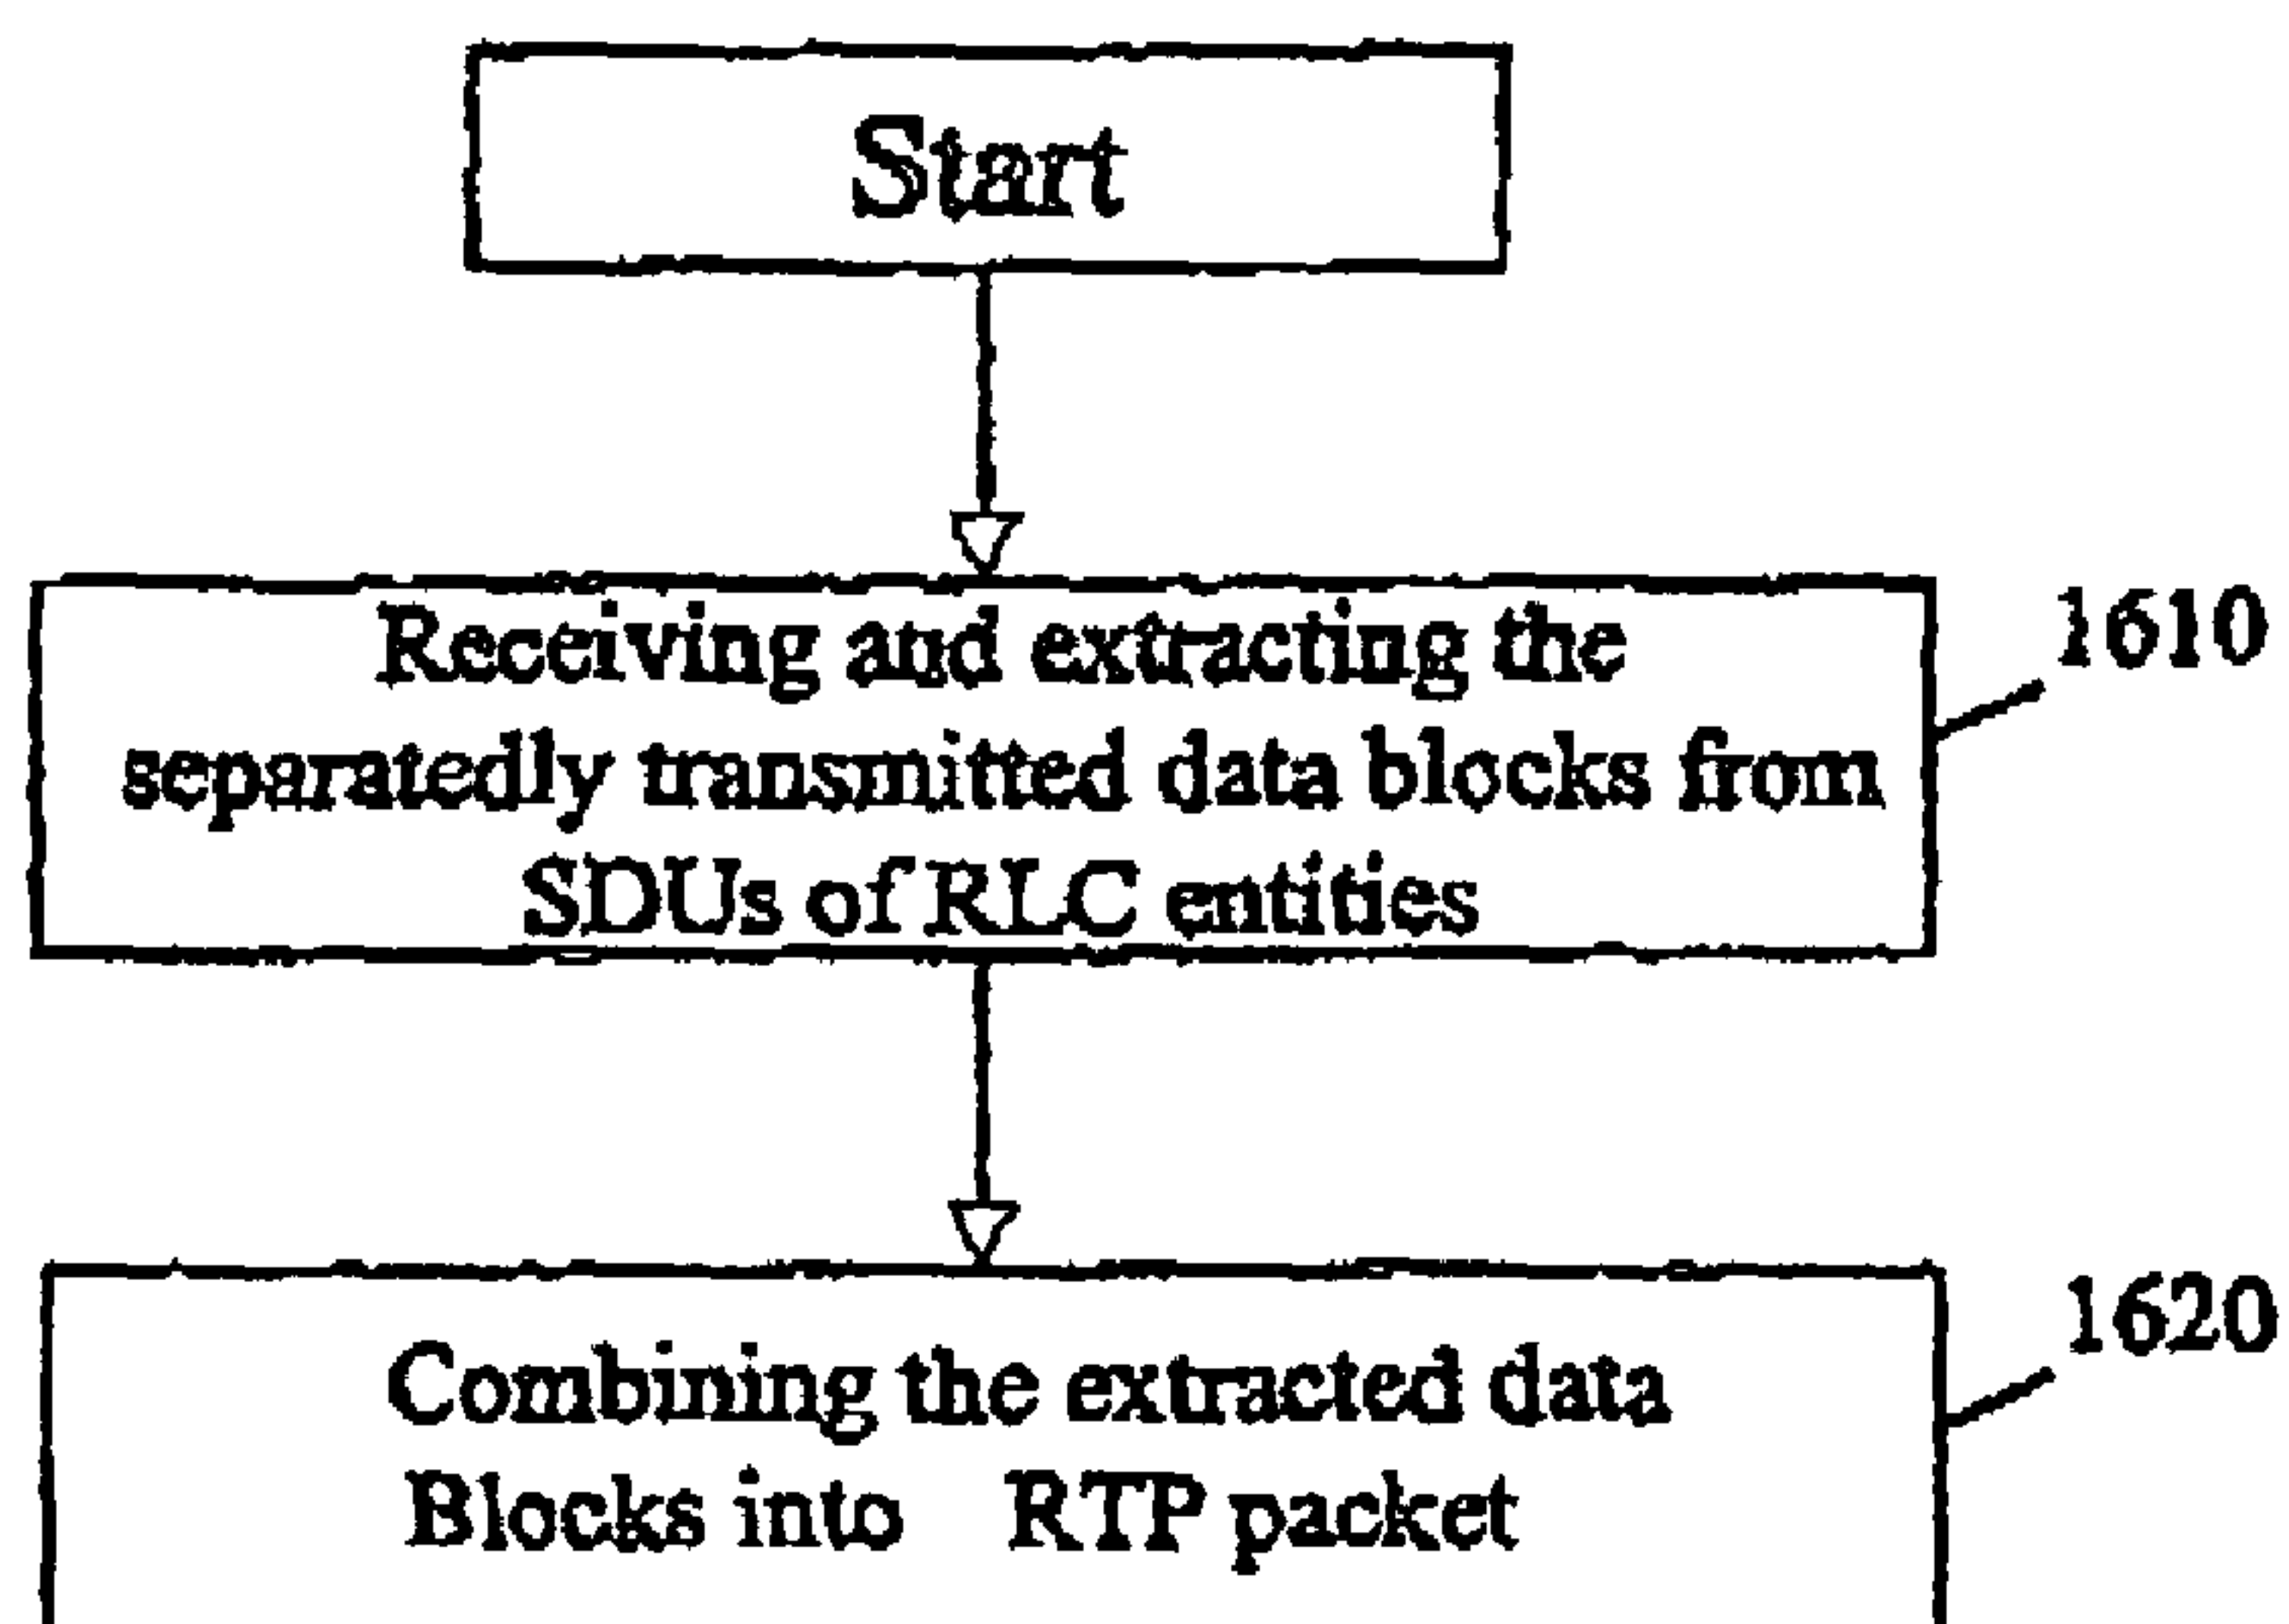 Start
Receiving and extracting the
1610
separatedly transmitted data blocks from
SDUs of RLC entities
1620
Combining the extracted data
Blocks into RTP packet